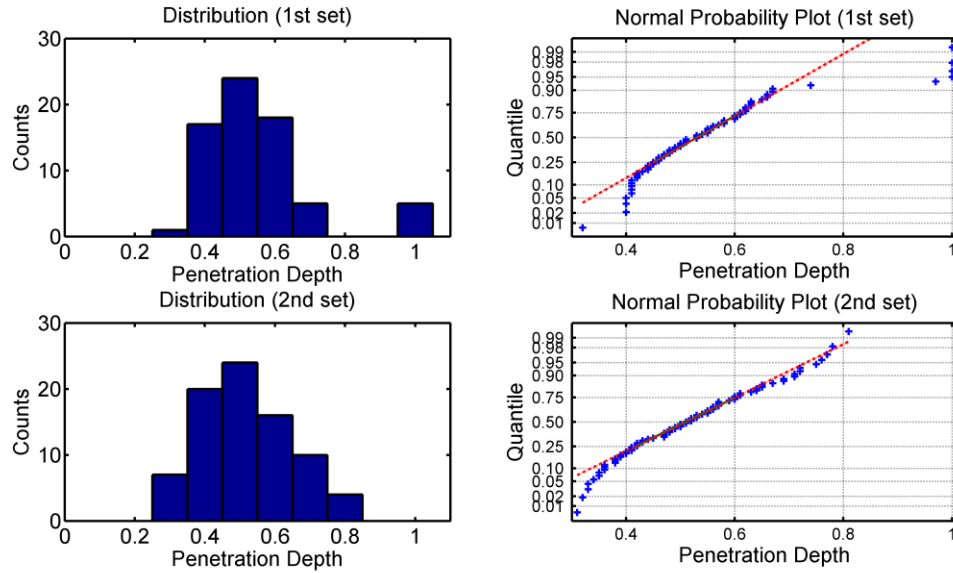 Distribution (1st set)
30
20
10
0
Counts
0 0.2 0.4 0.6 0.8 1
Penetration Depth
Normal Probability Plot (1st set)
0.99
0.98
0.95
0.90
0.75
0.50
0.25
0.10
0.05
0.02
0.01
Quantile
0.4 0.6 0.8 1
Penetration Depth
Distribution (2nd set)
30
20
10
0
Counts
0 0.2 0.4 0.6 0.8 1
Penetration Depth
Normal Probability Plot (2nd set)
0.99
0.98
0.95
0.90
0.75
0.50
0.25
0.10
0.05
0.02
0.01
Quantile
0.4 0.6 0.8 1
Penetration Depth